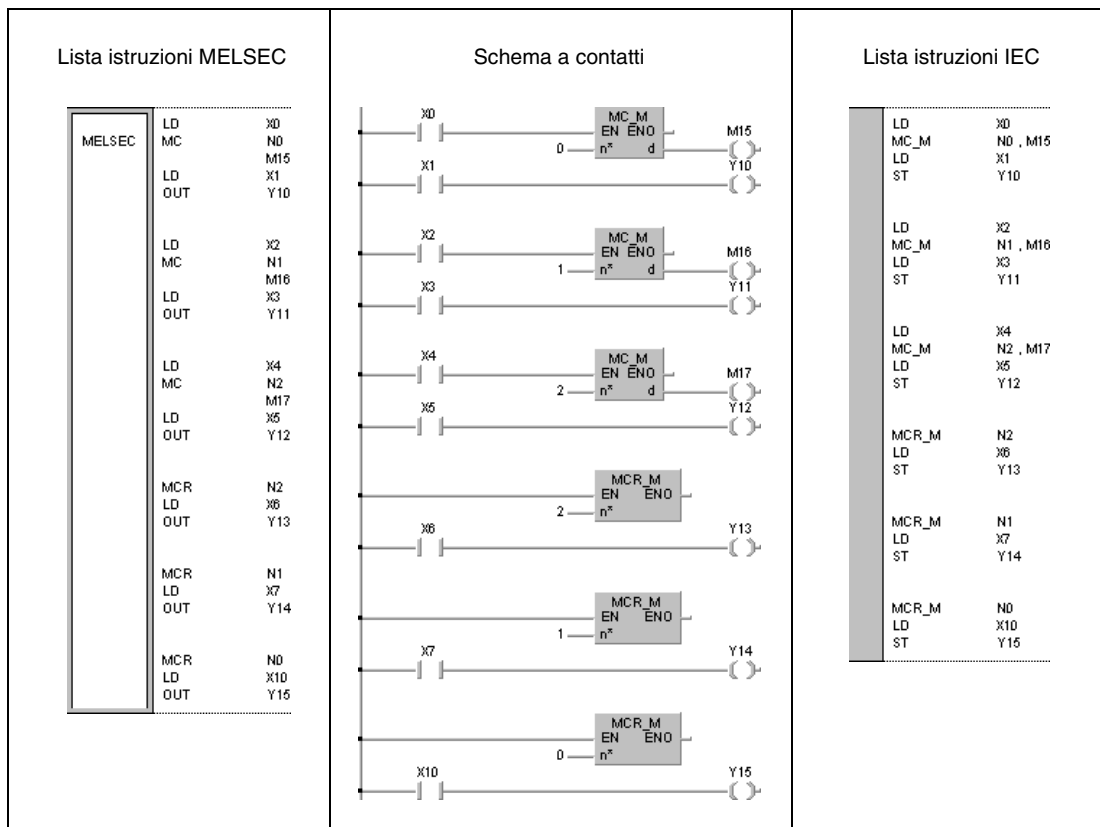 Lista istruzioni MELSEC
MELSEC
LD X0
MC N0
M15
LD X1
OUT Y10
LD X2
MC N1
M16
LD X3
OUT Y11
LD X4
MC N2
M17
LD X5
OUT Y12
MCR N2
LD X6
OUT Y13
MCR N1
LD X7
OUT Y14
MCR N0
LD X10
OUT Y15
Schema a contatti
X0
MC_M
EN ENO
M15
0 n* d
X1
Y10
X2
MC_M
EN ENO
M16
1 n* d
X3
Y11
X4
MC_M
EN ENO
M17
2 n* d
X5
Y12
MCR_M
EN ENO
2 n*
X6
Y13
MCR_M
EN ENO
1 n*
X7
Y14
MCR_M
EN ENO
0 n*
X10
Y15
Lista istruzioni IEC
LD X0
MC_M N0 , M15
LD X1
ST Y10
LD X2
MC_M N1 , M16
LD X3
ST Y11
LD X4
MC_M N2 , M17
LD X5
ST Y12
MCR_M N2
LD X6
ST Y13
MCR_M N1
LD X7
ST Y14
MCR_M N0
LD X10
ST Y15